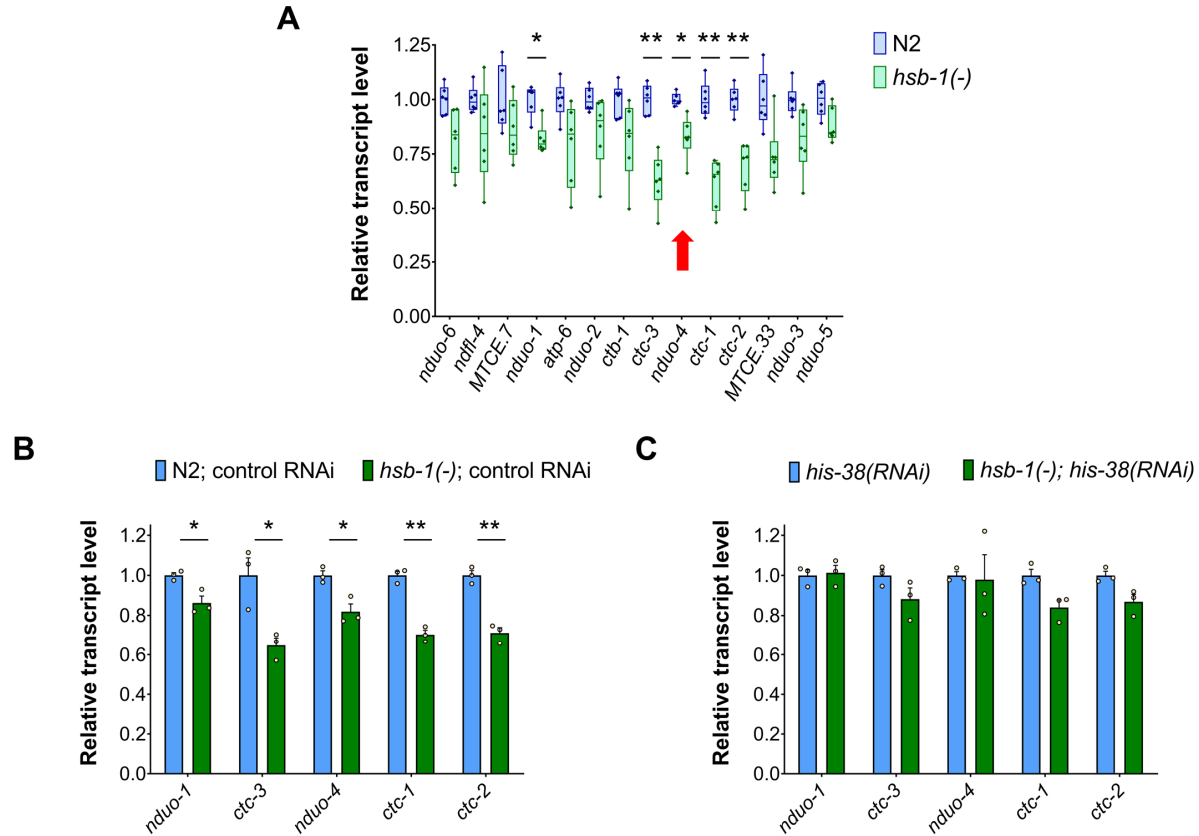 A
N2
hsb-1(-)
* ** * ** **
Relative transcript level
1.25
1.00
0.75
0.50
0.25
0.00
nduo-6
ndfl-4
MTCE.7
nduo-1
atp-6
nduo-2
ctb-1
ctc-3
nduo-4
ctc-1
ctc-2
MTCE.33
nduo-3
nduo-5
B
N2; control RNAi
hsb-1(-); control RNAi
* * * ** **
Relative transcript level
1.2
1.0
0.8
0.6
0.4
0.2
0.0
nduo-1
ctc-3
nduo-4
ctc-1
ctc-2
C
his-38(RNAi)
hsb-1(-); his-38(RNAi)
Relative transcript level
1.2
1.0
0.8
0.6
0.4
0.2
0.0
nduo-1
ctc-3
nduo-4
ctc-1
ctc-2